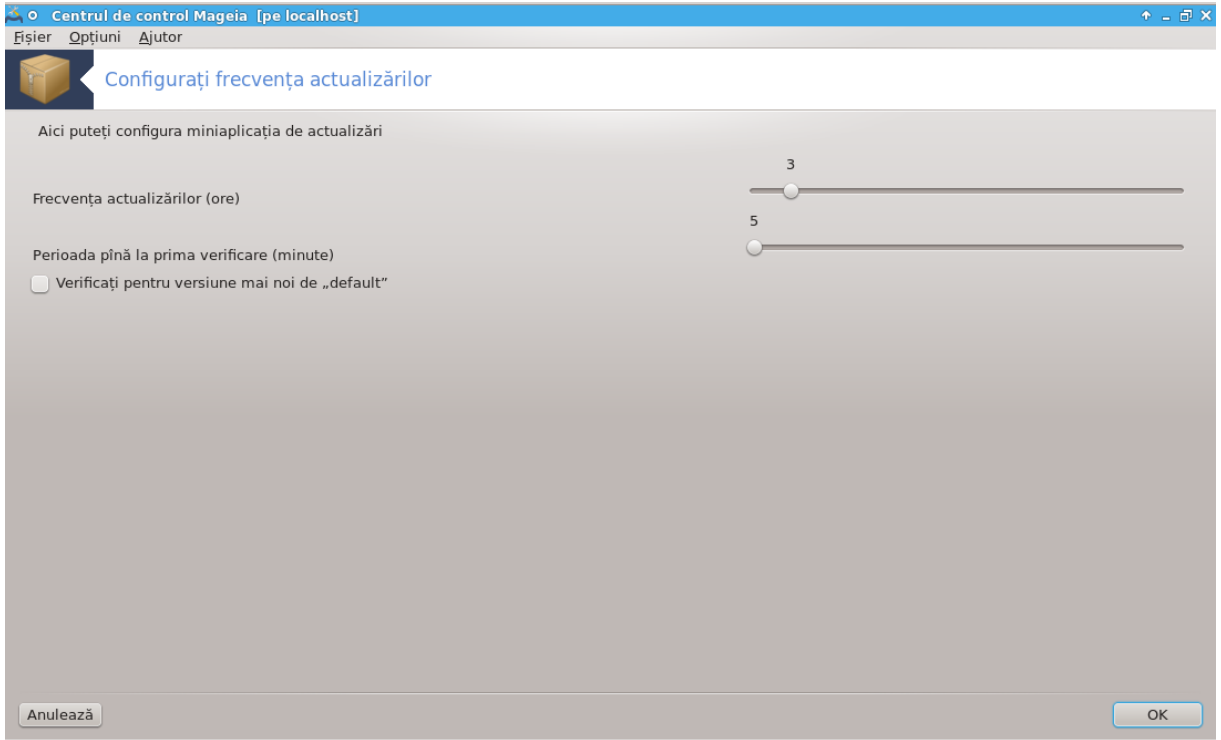 Centrul de control Mageia [pe localhost]
Fișier Opțiuni Ajutor
Configurați frecvența actualizărilor
Aici puteți configura miniaplicația de actualizări
3
Frecvența actualizărilor (ore)
5
Perioada pînă la prima verificare (minute)
Verificați pentru versiune mai noi de „default”
Anulează OK